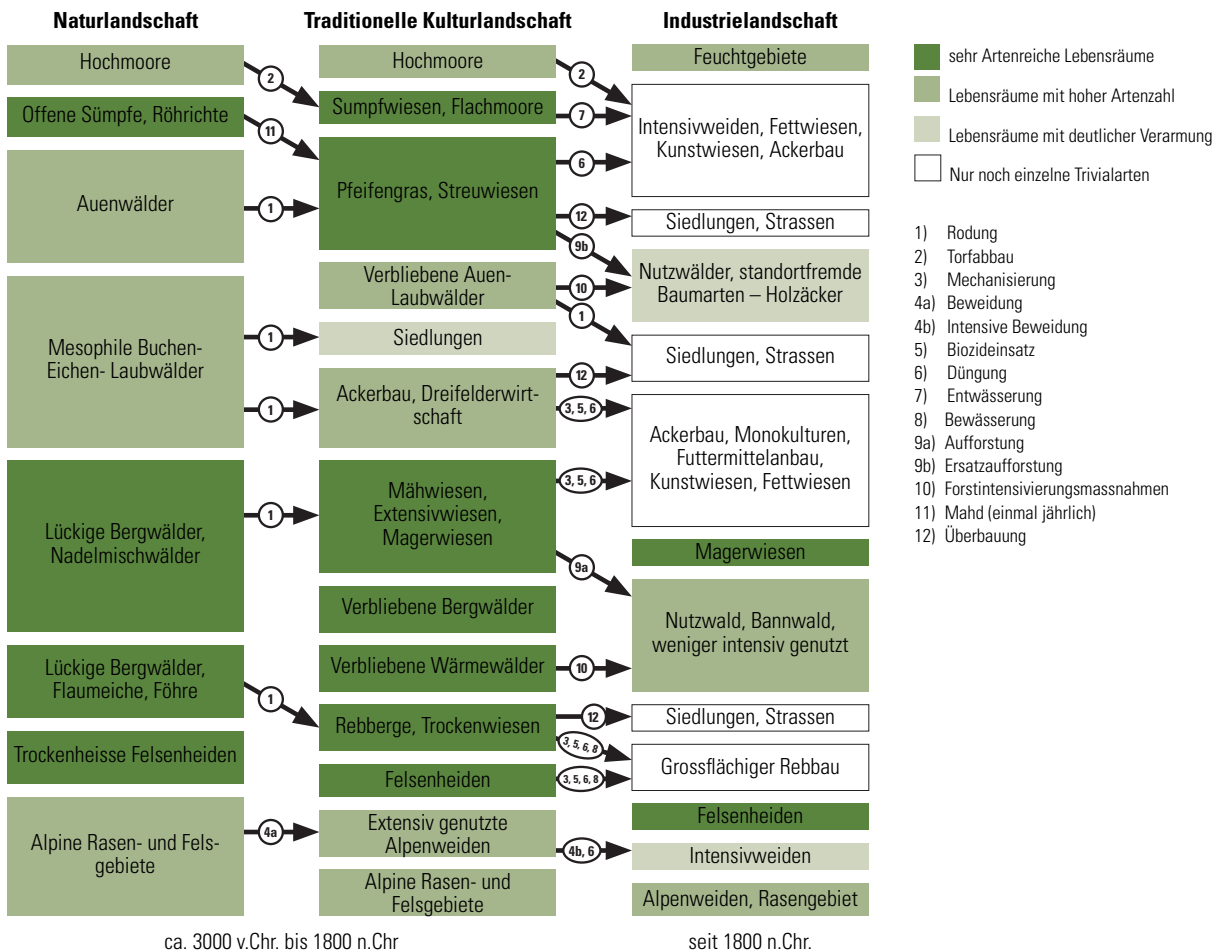 Naturlandschaft
Traditionelle Kulturlandschaft
Industrielandschaft
Hochmoore
2
Offene Sümpfe, Röhrichte
11
Auenwälder
1
Mesophile Buchen-
Eichen- Laubwälder
1
1
Lückige Bergwälder,
Nadelmischwälder
1
Lückige Bergwälder,
Flaumeiche, Föhre
1
Trockenheisse Felsenheiden
Alpine Rasen- und Fels-
gebiete
4a
Hochmoore
2
Sumpfwiesen, Flachmoore
7
Pfeifengras, Streuwiesen
6
12
9b
Verbliebene Auen-
Laubwälder
10
1
Siedlungen
Ackerbau, Dreifelderwirt-
schaft
12
3, 5, 6
Mähwiesen,
Extensivwiesen,
Magerwiesen
3, 5, 6
9a
Verbliebene Bergwälder
Verbliebene Wärmewälder
10
Rebberge, Trockenwiesen
12
3, 5, 6, 8
Felsenheiden
3, 5, 6, 8
Extensiv genutzte
Alpenweiden
4b, 6
Alpine Rasen- und
Felsgebiete
Feuchtgebiete
Intensivweiden, Fettwiesen,
Kunstwiesen, Ackerbau
Siedlungen, Strassen
Nutzwälder, standortfremde
Baumarten – Holzäcker
Siedlungen, Strassen
Ackerbau, Monokulturen,
Futtermittelanbau,
Kunstwiesen, Fettwiesen
Magerwiesen
Nutzwald, Bannwald,
weniger intensiv genutzt
Siedlungen, Strassen
Grossflächiger Rebbau
Felsenheiden
Intensivweiden
Alpenweiden, Rasengebiet
ca. 3000 v.Chr. bis 1800 n.Chr
seit 1800 n.Chr.
sehr Artenreiche Lebensräume
Lebensräume mit hoher Artenzahl
Lebensräume mit deutlicher Verarmung
Nur noch einzelne Trivialarten
1) Rodung
2) Torfabbau
3) Mechanisierung
4a) Beweidung
4b) Intensive Beweidung
5) Biozideinsatz
6) Düngung
7) Entwässerung
8) Bewässerung
9a) Aufforstung
9b) Ersatzaufforstung
10) Forstintensivierungsmassnahmen
11) Mahd (einmal jährlich)
12) Überbauung